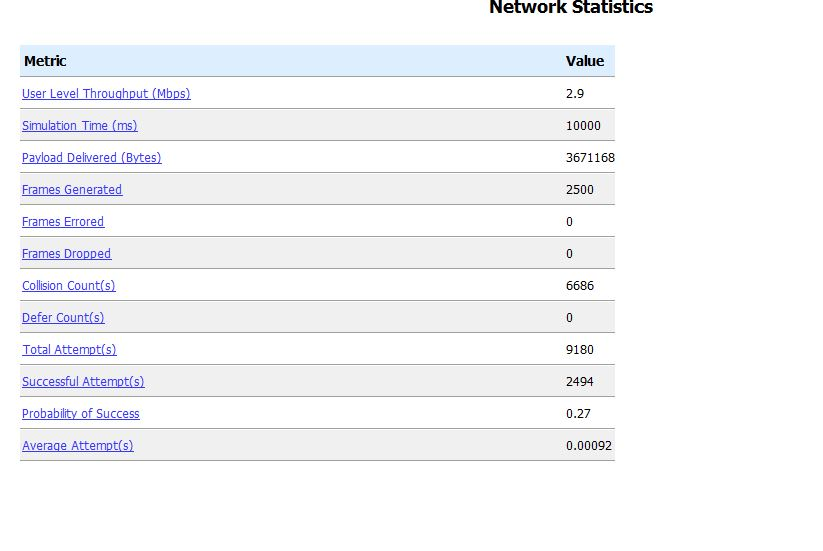 Network Statistics
Metric Value
User Level Throughput (Mbps) 2.9
Simulation Time (ms) 10000
Payload Delivered (Bytes) 3671168
Frames Generated 2500
Frames Errored 0
Frames Dropped 0
Collision Count(s) 6686
Defer Count(s) 0
Total Attempt(s) 9180
Successful Attempt(s) 2494
Probability of Success 0.27
Average Attempt(s) 0.00092